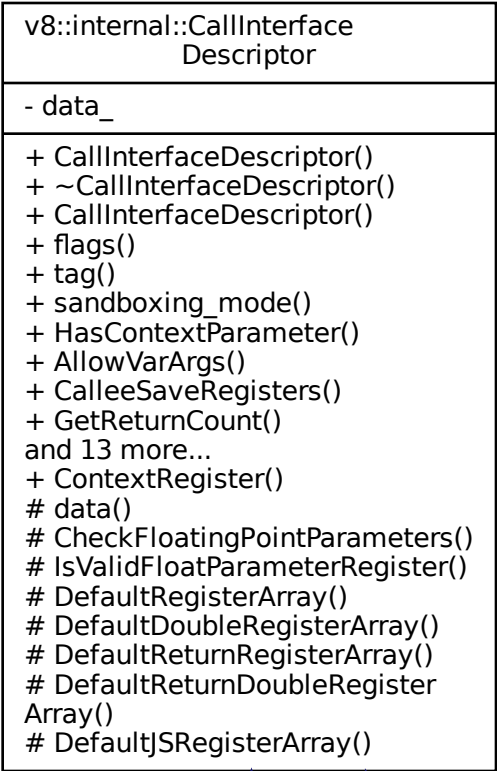 v8::internal::CallInterface
Descriptor
- data_
+ CallInterfaceDescriptor()
+ ~CallInterfaceDescriptor()
+ CallInterfaceDescriptor()
+ flags()
+ tag()
+ sandboxing_mode()
+ HasContextParameter()
+ AllowVarArgs()
+ CalleeSaveRegisters()
+ GetReturnCount()
and 13 more...
+ ContextRegister()
# data()
# CheckFloatingPointParameters()
# IsValidFloatParameterRegister()
# DefaultRegisterArray()
# DefaultDoubleRegisterArray()
# DefaultReturnRegisterArray()
# DefaultReturnDoubleRegister
Array()
# DefaultJSRegisterArray()